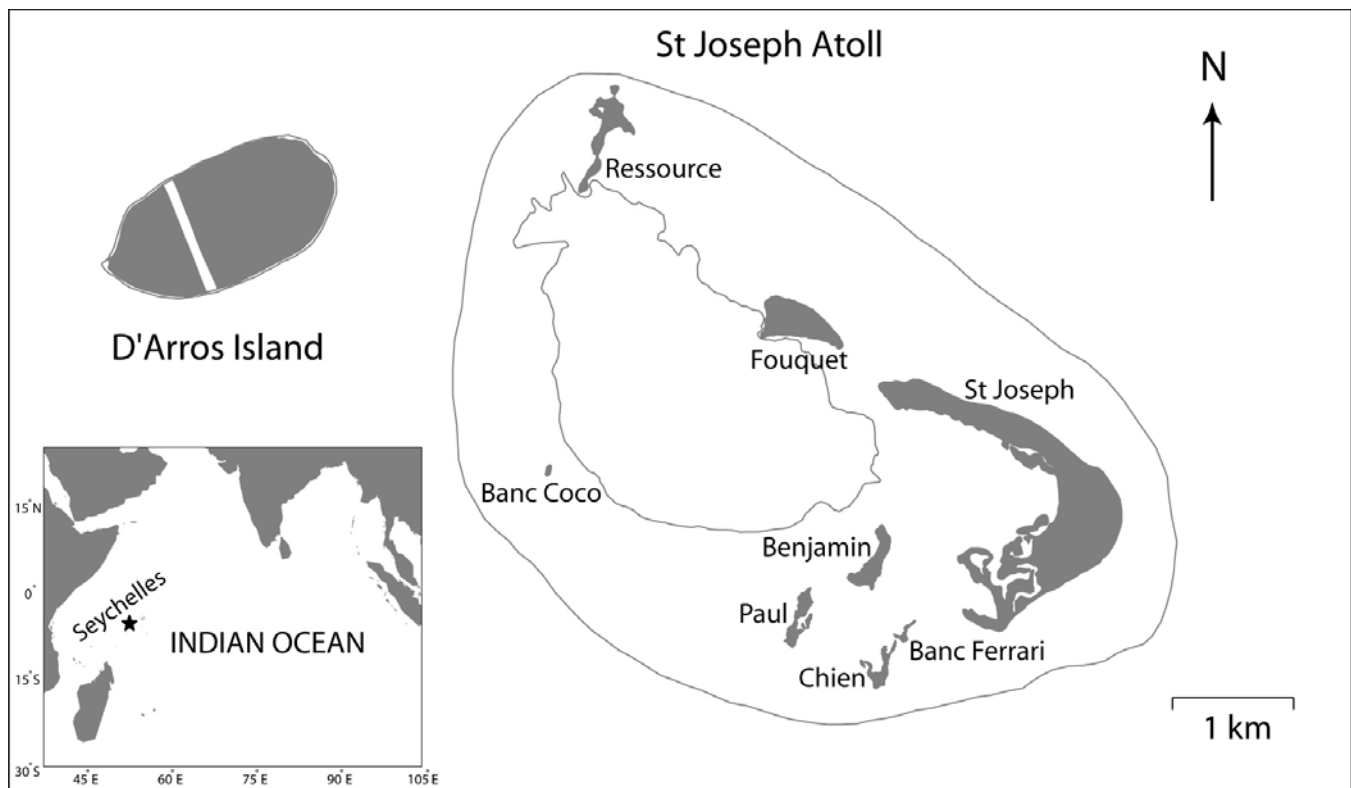 St Joseph Atoll
N
Ressource
D'Arros Island
Fouquet
St Joseph
Banc Coco
Benjamin
Paul
Banc Ferrari
Chien
1 km
15°N
0°
15°S
30°S
Seychelles
INDIAN OCEAN
45°E 60°E 75°E 90°E 105°E